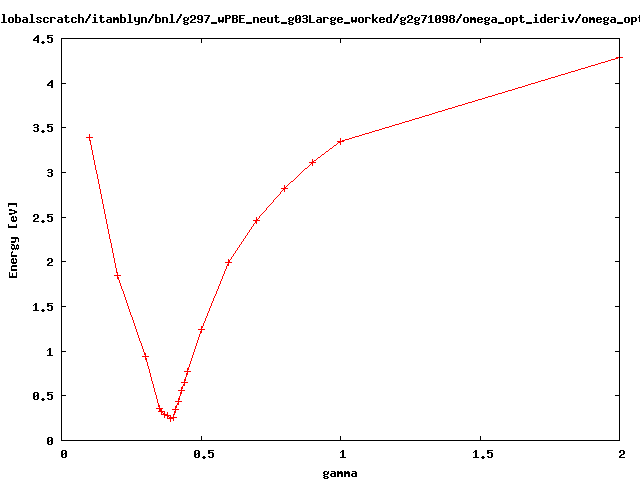 lobalscratch/itamblyn/bnl/g297_wPBE_neut_g03Large_worked/g2g71098/omega_opt_ideriv/omega_opt
4.5
4
3.5
3
2.5
2
1.5
1
0.5
0
Energy [eV]
0 0.5 1 1.5 2
gamma